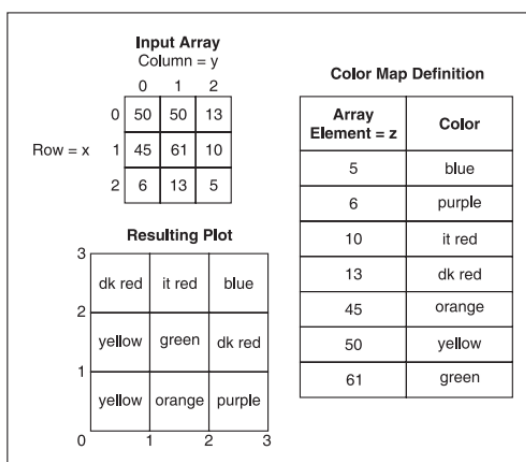 Input Array
Column = y
0 1 2
0 50 50 13
Row = x 1 45 61 10
2 6 13 5
Resulting Plot
3
dk red it red blue
2
yellow green dk red
1
yellow orange purple
0 1 2 3
Color Map Definition
Array Element = z Color
5 blue
6 purple
10 it red
13 dk red
45 orange
50 yellow
61 green